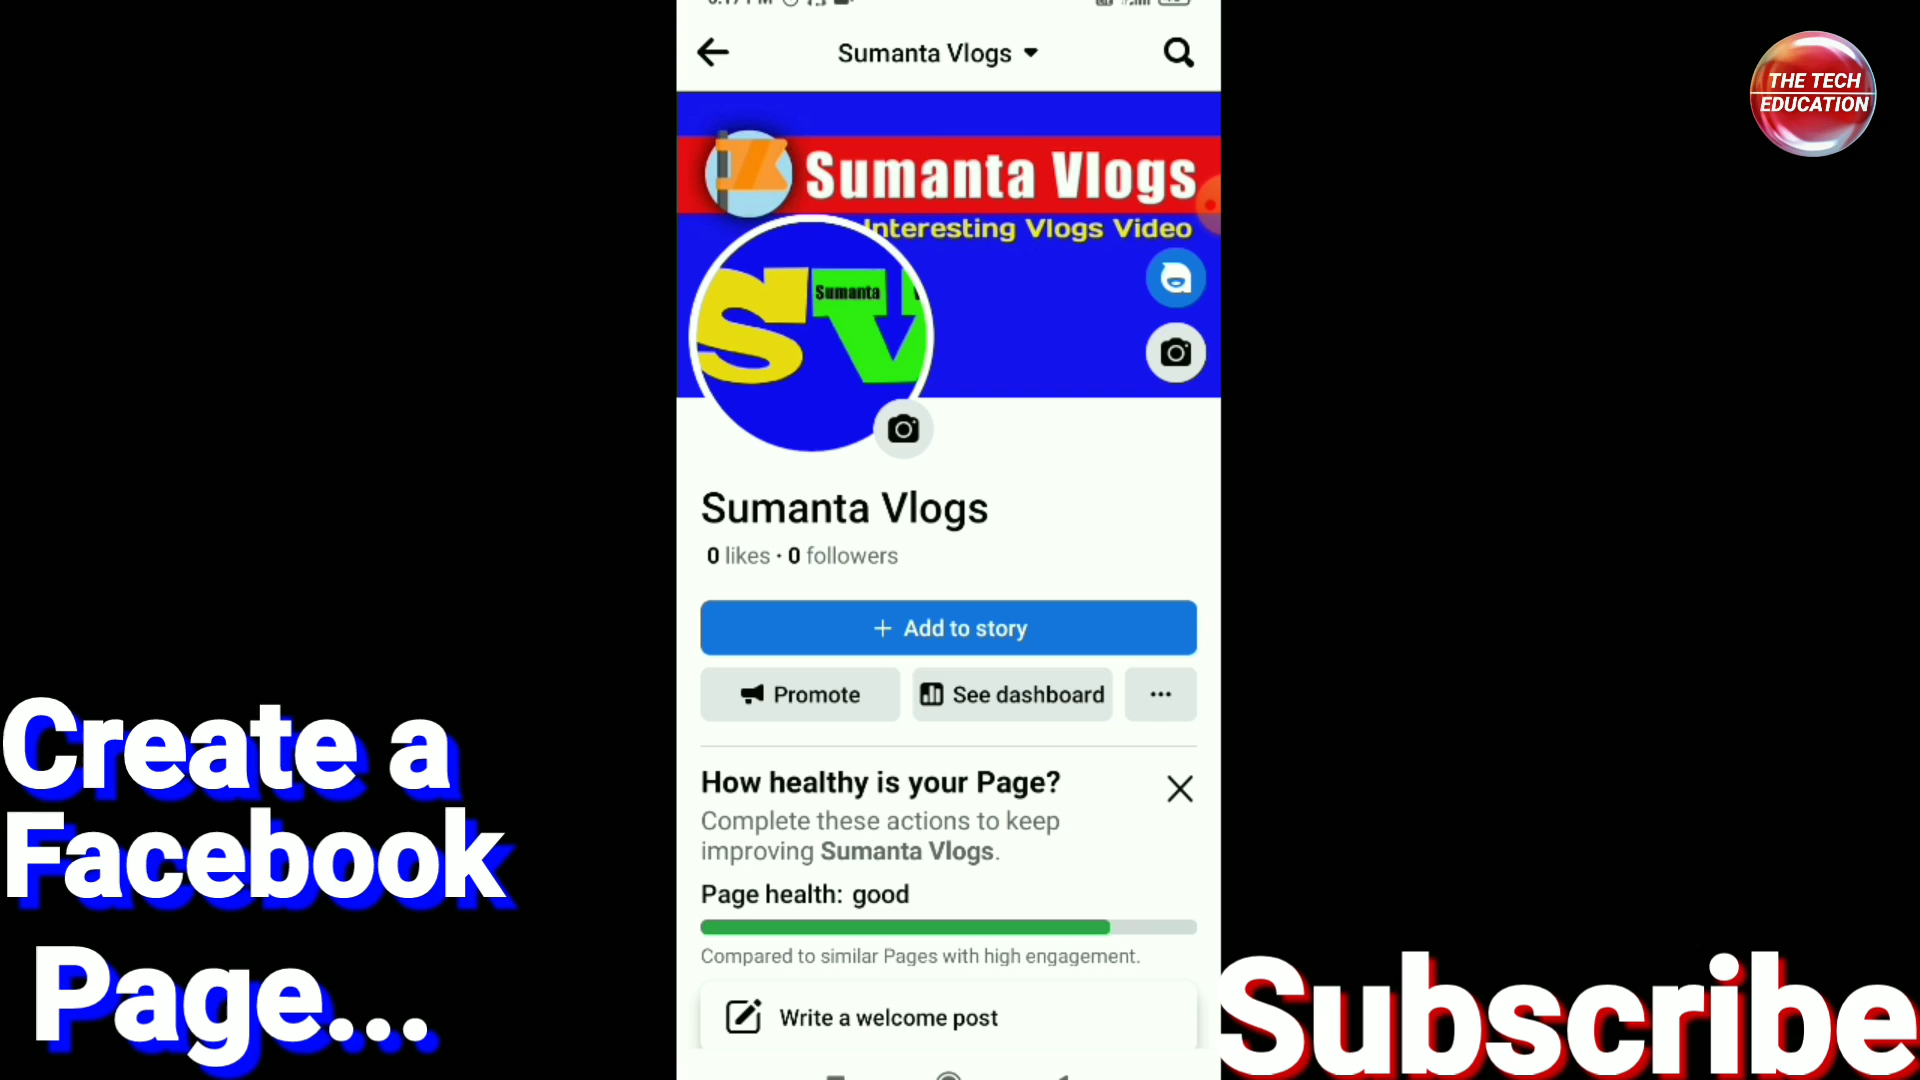 Sumanta Vlogs
THE TECH
EDUCATION
Sumanta Vlogs
Interesting Vlogs Video
SV
Sumanta
Sumanta Vlogs
0 likes • 0 followers
+ Add to story
Promote
See dashboard
...
How healthy is your Page?
Complete these actions to keep
improving Sumanta Vlogs.
Page health: good
Compared to similar Pages with high engagement.
Write a welcome post
Create a
Facebook
Page...
Subscribe